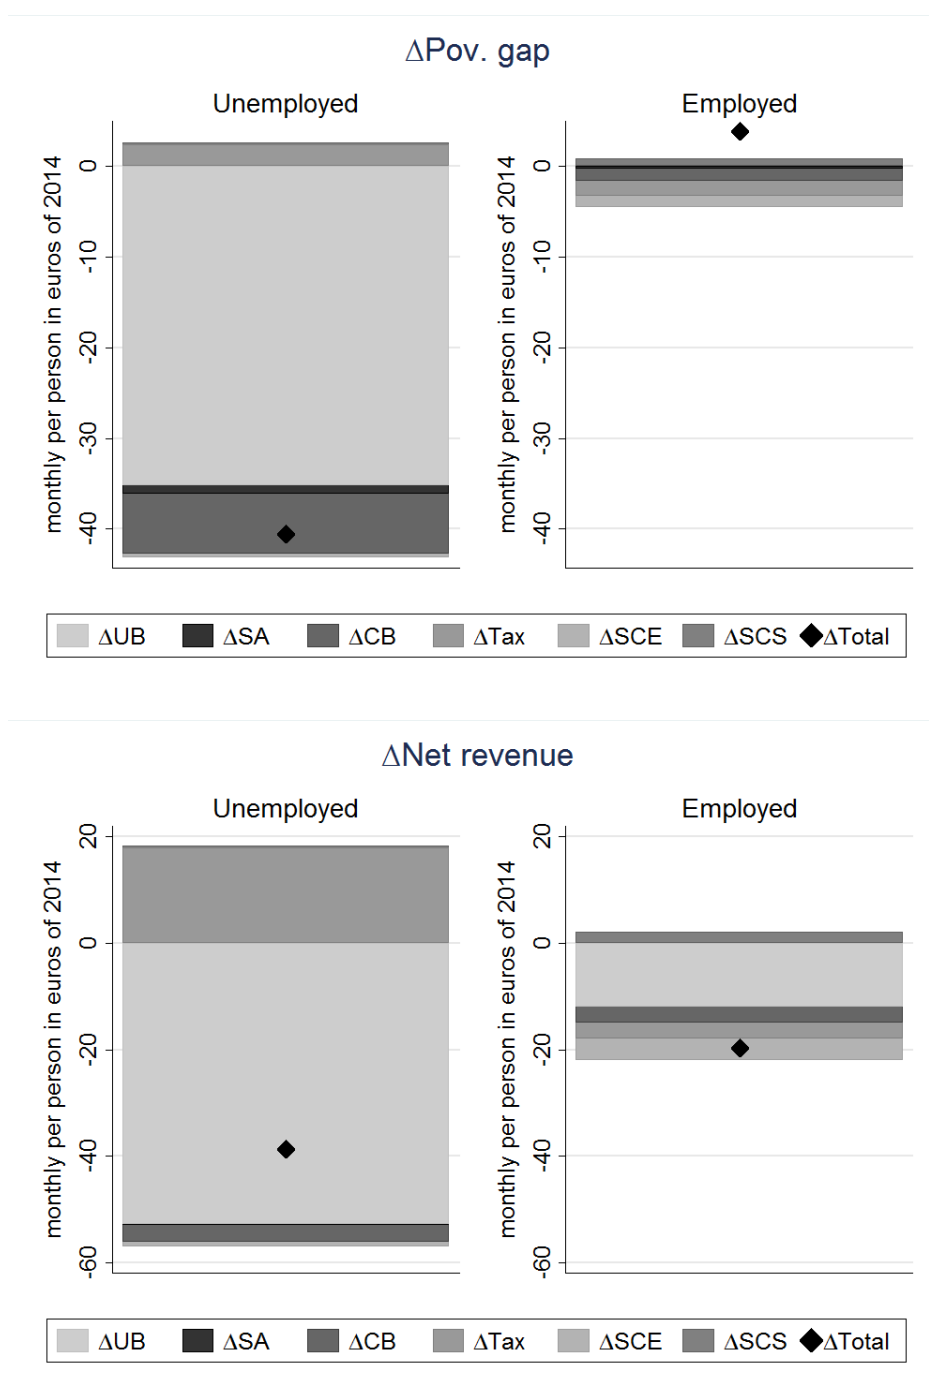 ΔPov. gap
Unemployed
Employed
monthly per person in euros of 2014
0
-10
-20
-30
-40
monthly per person in euros of 2014
0
-10
-20
-30
-40
ΔUB ΔSA ΔCB ΔTax ΔSCE ΔSCS ΔTotal
ΔNet revenue
Unemployed
Employed
monthly per person in euros of 2014
20
0
-20
-40
-60
monthly per person in euros of 2014
20
0
-20
-40
-60
ΔUB ΔSA ΔCB ΔTax ΔSCE ΔSCS ΔTotal